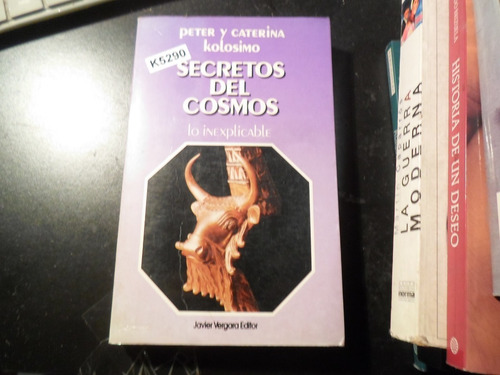 PETER Y CATERINA
KOLOSIMO
K5290
SECRETOS
DEL
COSMOS
lo inexplicable
Javier Vergara Editor
LA GUERRA
MODERNA
norma
HISTORIA DE UN DESEO